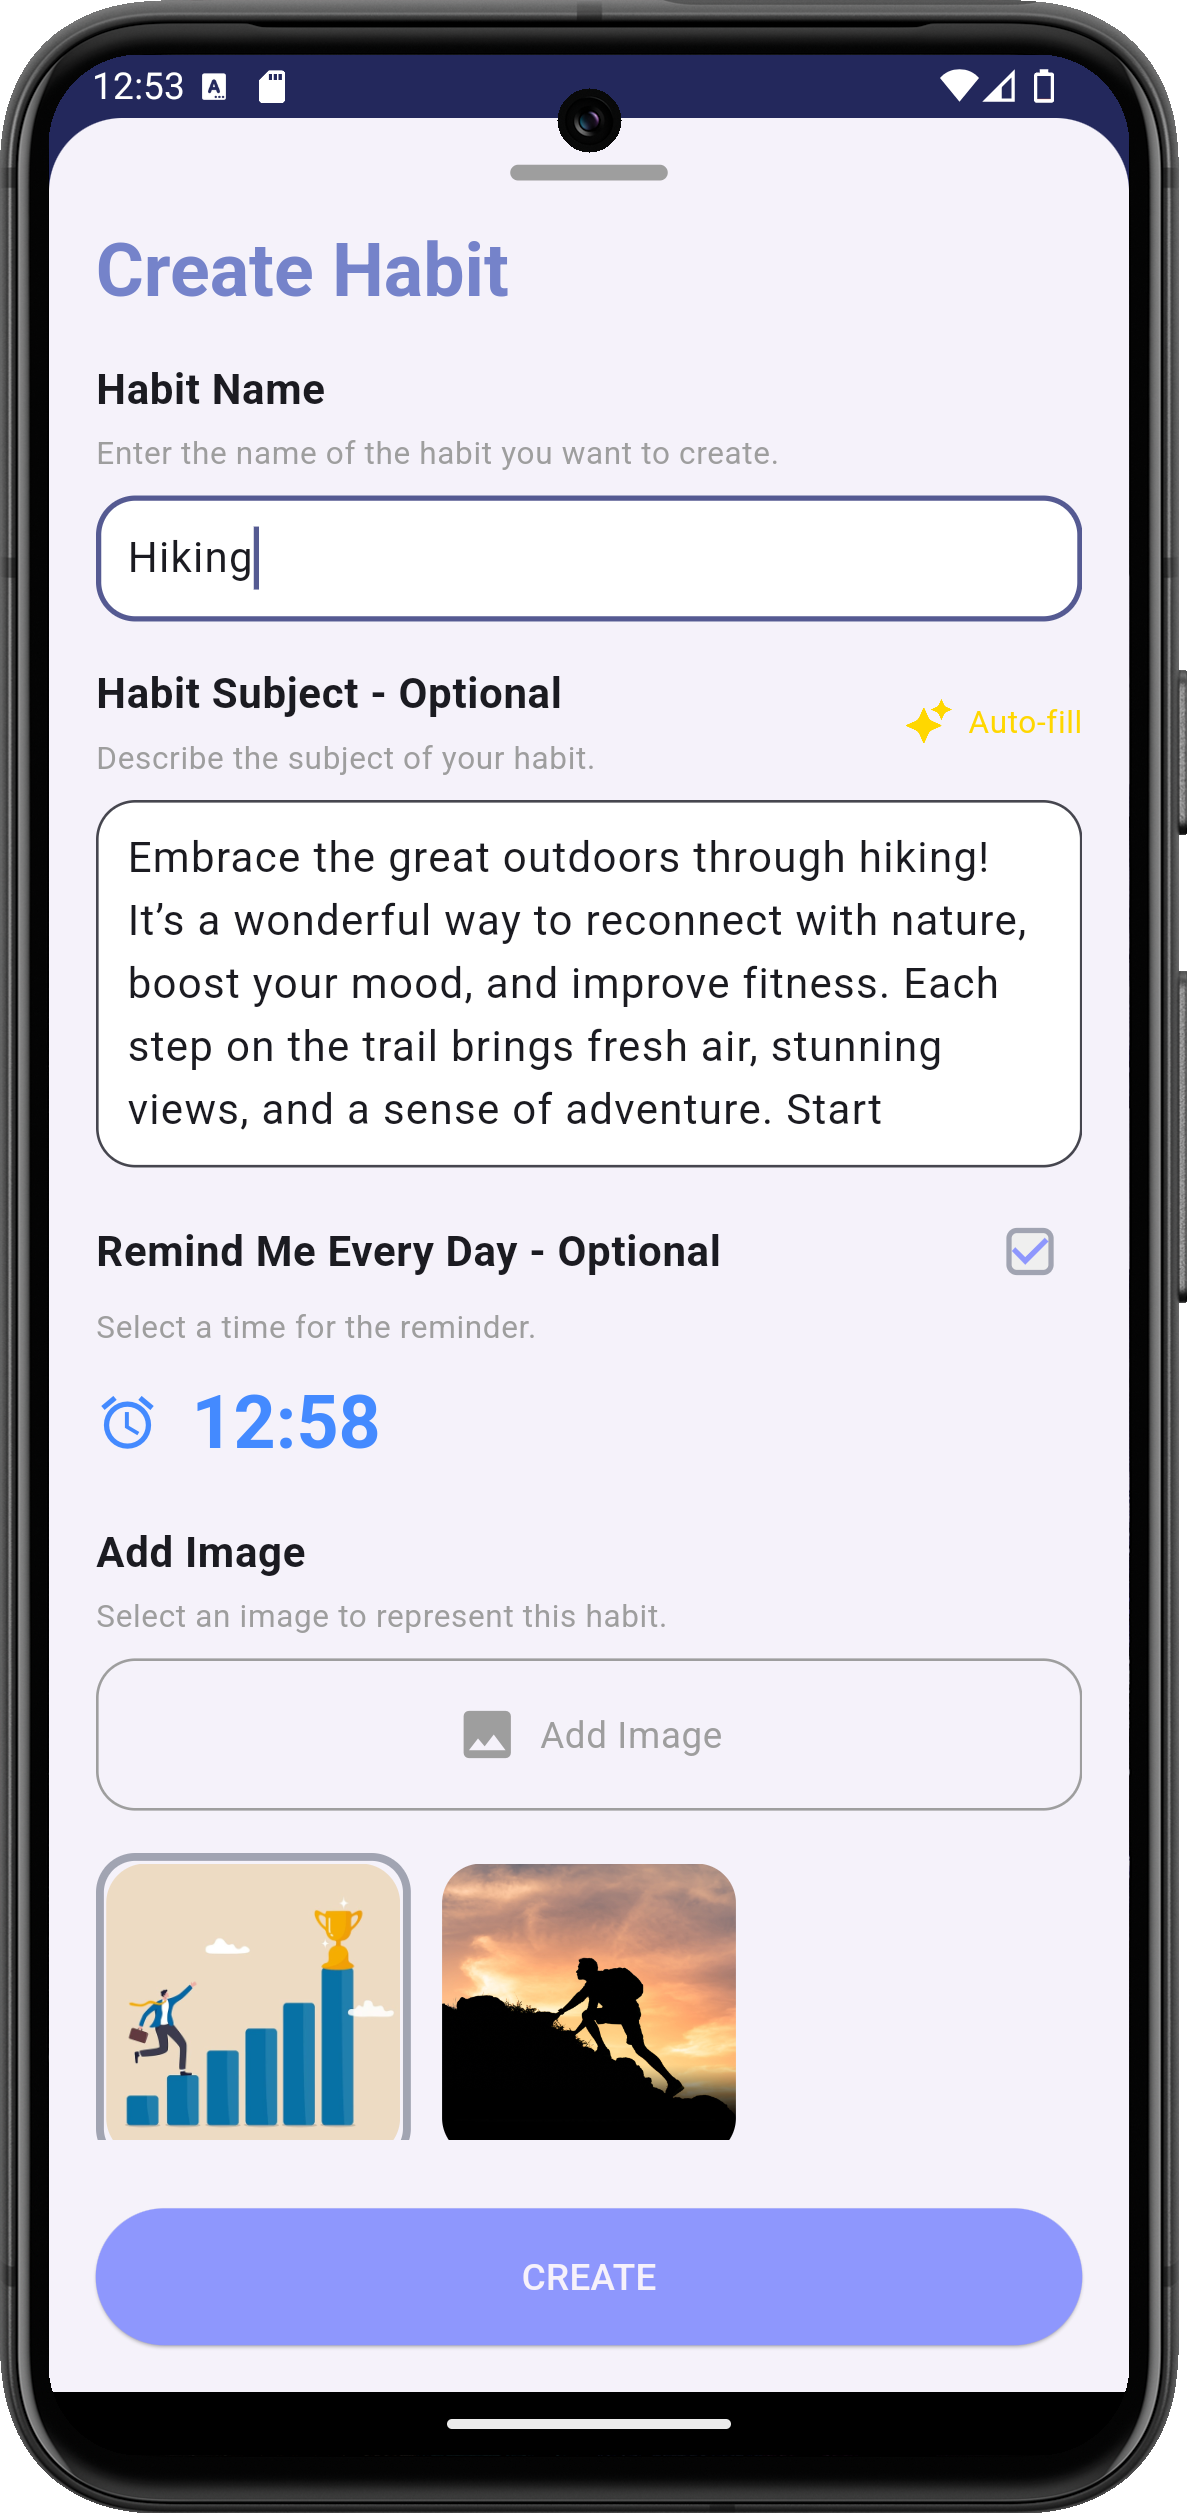 12:53
Create Habit
Habit Name
Enter the name of the habit you want to create.
Hiking
Habit Subject - Optional
Auto-fill
Describe the subject of your habit.
Embrace the great outdoors through hiking!
It’s a wonderful way to reconnect with nature,
boost your mood, and improve fitness. Each
step on the trail brings fresh air, stunning
views, and a sense of adventure. Start
Remind Me Every Day - Optional
Select a time for the reminder.
12:58
Add Image
Select an image to represent this habit.
Add Image
CREATE